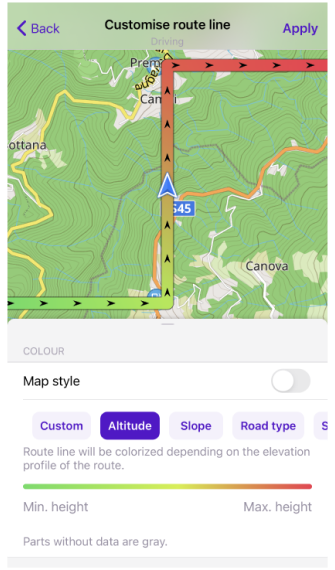 Back
Customise route line
Apply
Driving
Prem
Cam
ottana
S45
Canova
COLOUR
Map style
Custom
Altitude
Slope
Road type
S
Route line will be colorized depending on the elevation
profile of the route.
Min. height
Max. height
Parts without data are gray.